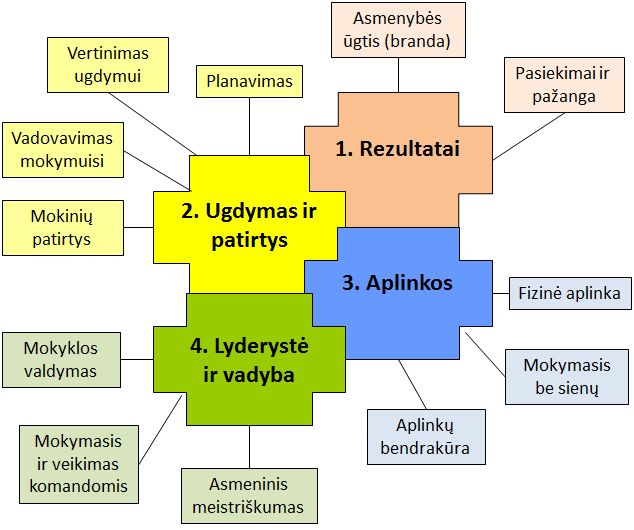 Asmenybės
ūgtis (branda)
Pasiekimai ir
pažanga
1. Rezultatai
Vertinimas
ugdymui
Planavimas
Vadovavimas
mokymuisi
Mokinių
patirtys
2. Ugdymas ir
patirtys
3. Aplinkos
Fizinė aplinka
Mokymasis
be sienų
Aplinkų
bendrakūra
4. Lyderystė
ir vadyba
Mokyklos
valdymas
Mokymasis
ir veikimas
komandomis
Asmeninis
meistriškumas